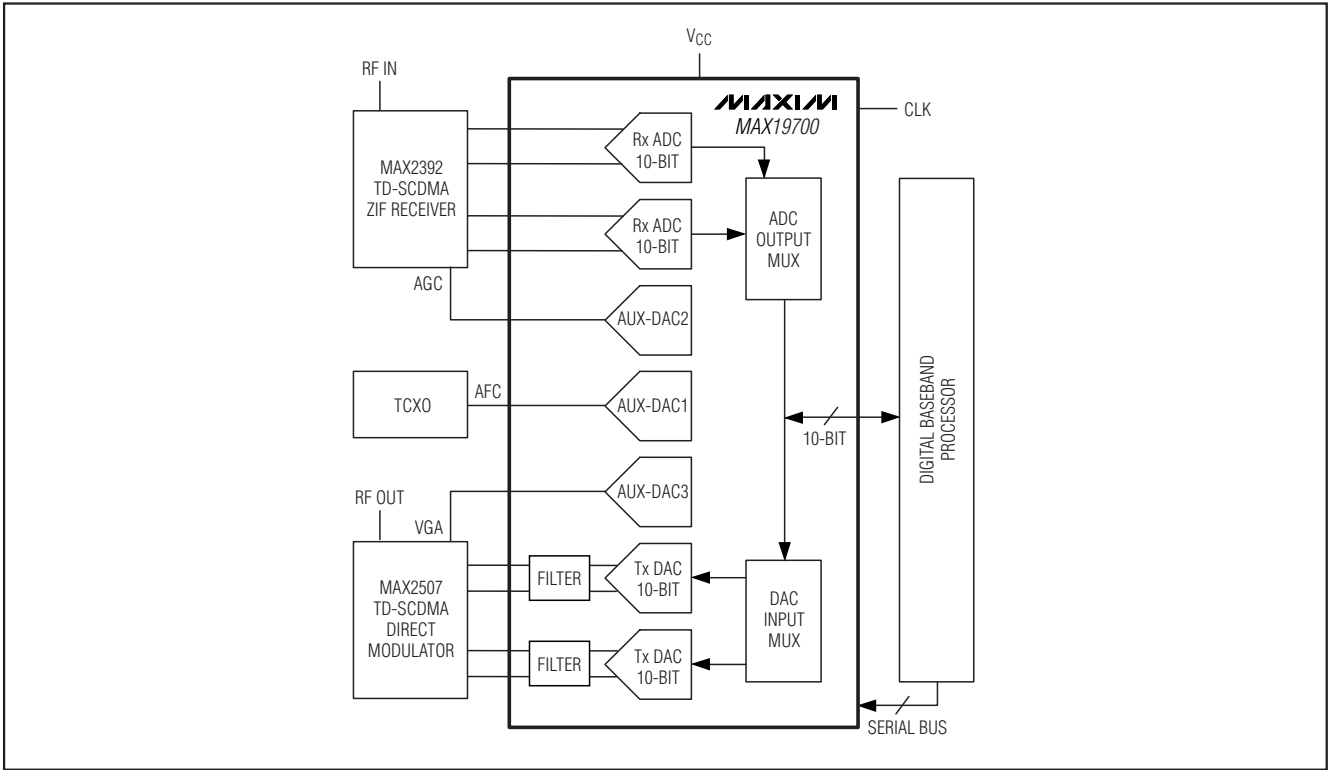 VCC
RF IN
MAXIM
MAX19700
CLK
MAX2392
TD-SCDMA
ZIF RECEIVER
Rx ADC
10-BIT
Rx ADC
10-BIT
ADC
OUTPUT
MUX
AGC
AUX-DAC2
TCXO
AFC
AUX-DAC1
10-BIT
DIGITAL BASEBAND
PROCESSOR
AUX-DAC3
RF OUT
VGA
MAX2507
TD-SCDMA
DIRECT
MODULATOR
FILTER
Tx DAC
10-BIT
FILTER
Tx DAC
10-BIT
DAC
INPUT
MUX
SERIAL BUS